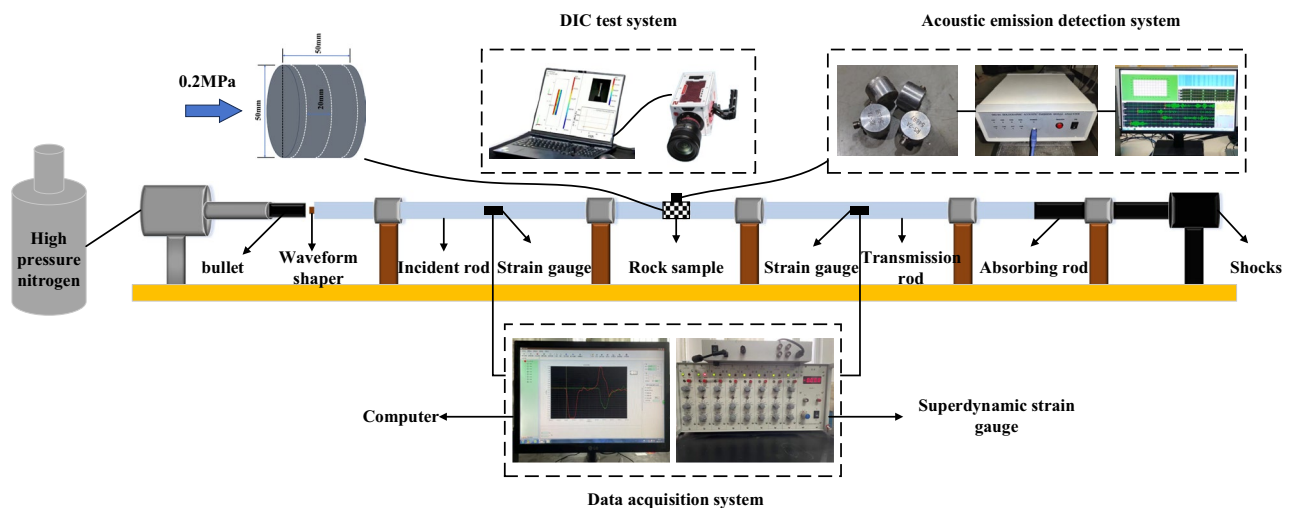 DIC test system
Acoustic emission detection system
50mm
0.2MPa
50mm
20mm
High
pressure
nitrogen
bullet
Waveform
shaper
Incident rod
Strain gauge
Rock sample
Strain gauge
Transmission
rod
Absorbing rod
Shocks
Computer
Superdynamic strain
gauge
Data acquisition system